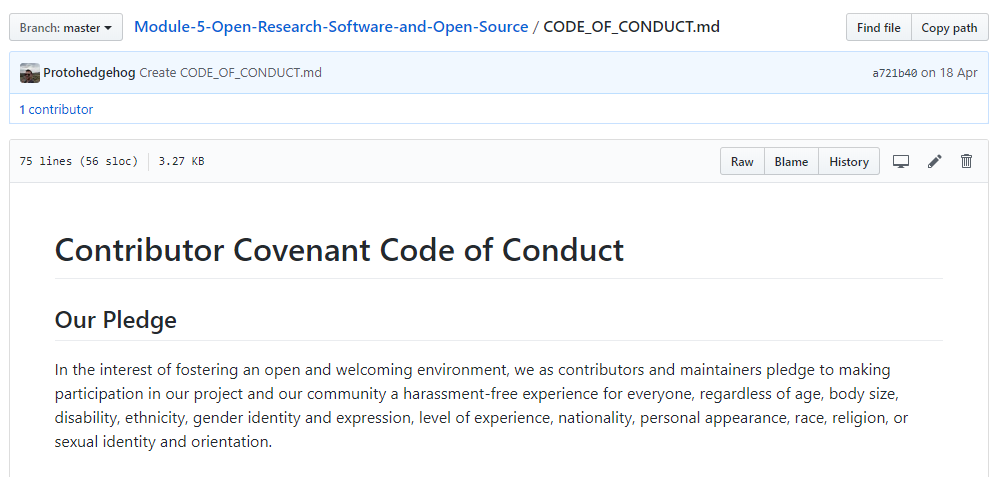 Branch: master Module-5-Open-Research-Software-and-Open-Source / CODE_OF_CONDUCT.md Find file Copy path
Protohedgehog Create CODE_OF_CONDUCT.md a721b40 on 18 Apr
1 contributor
75 lines (56 sloc) 3.27 KB Raw Blame History
Contributor Covenant Code of Conduct
Our Pledge
In the interest of fostering an open and welcoming environment, we as contributors and maintainers pledge to making
participation in our project and our community a harassment-free experience for everyone, regardless of age, body size,
disability, ethnicity, gender identity and expression, level of experience, nationality, personal appearance, race, religion, or
sexual identity and orientation.